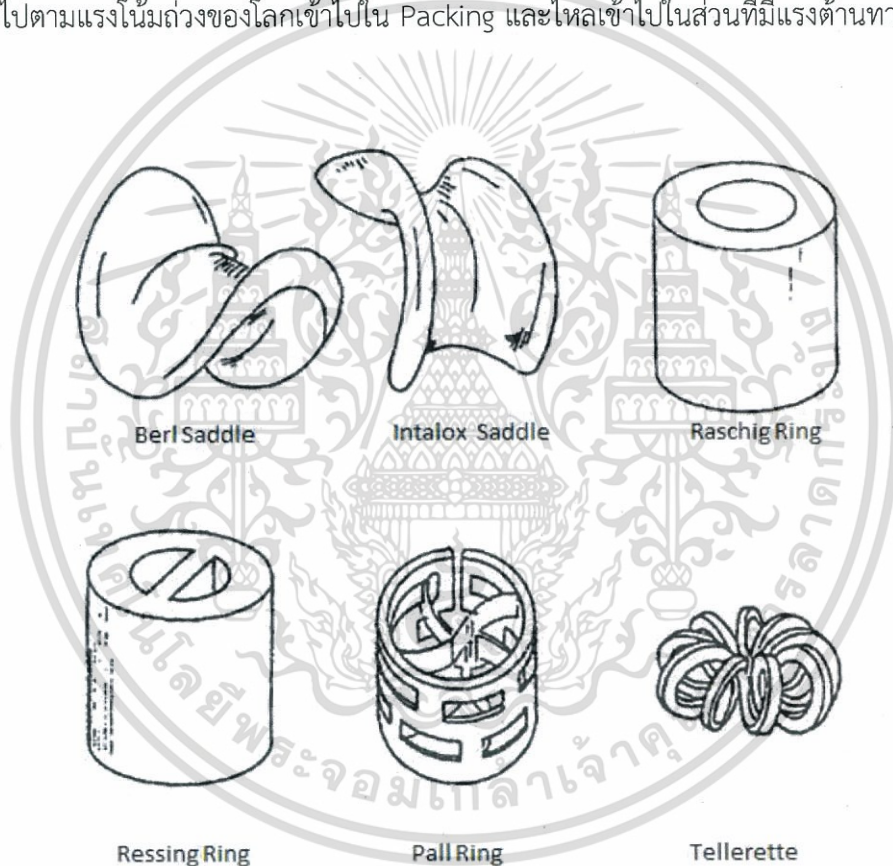 ไปตามแรงโน้มถ่วงของโลกเข้าไปใน Packing และไหลเข้าไปในส่วนที่มีแรงต้านทา
Berl Saddle
Intalox Saddle
Raschig Ring
Ressing Ring
Pall Ring
Tellerette